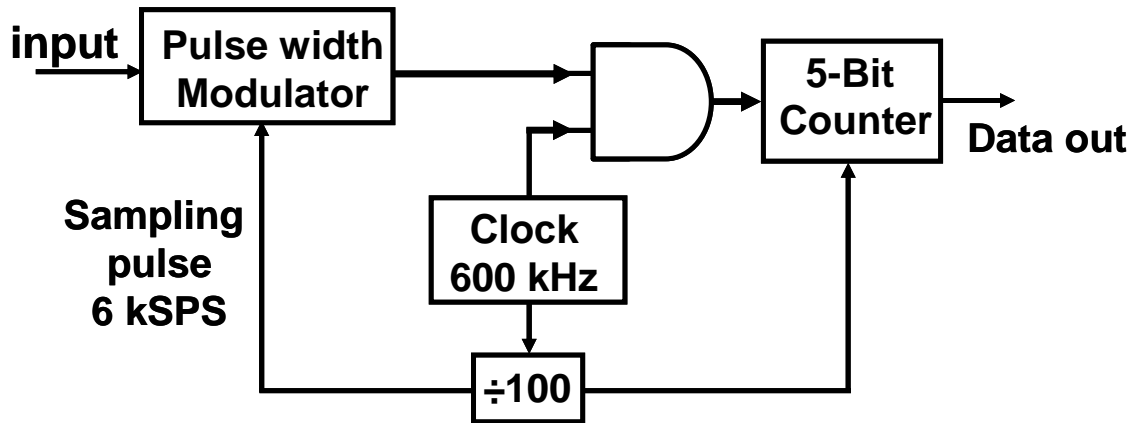 input
Pulse width
Modulator
5-Bit
Counter
Data out
Sampling
pulse
6 kSPS
Clock
600 kHz
÷100